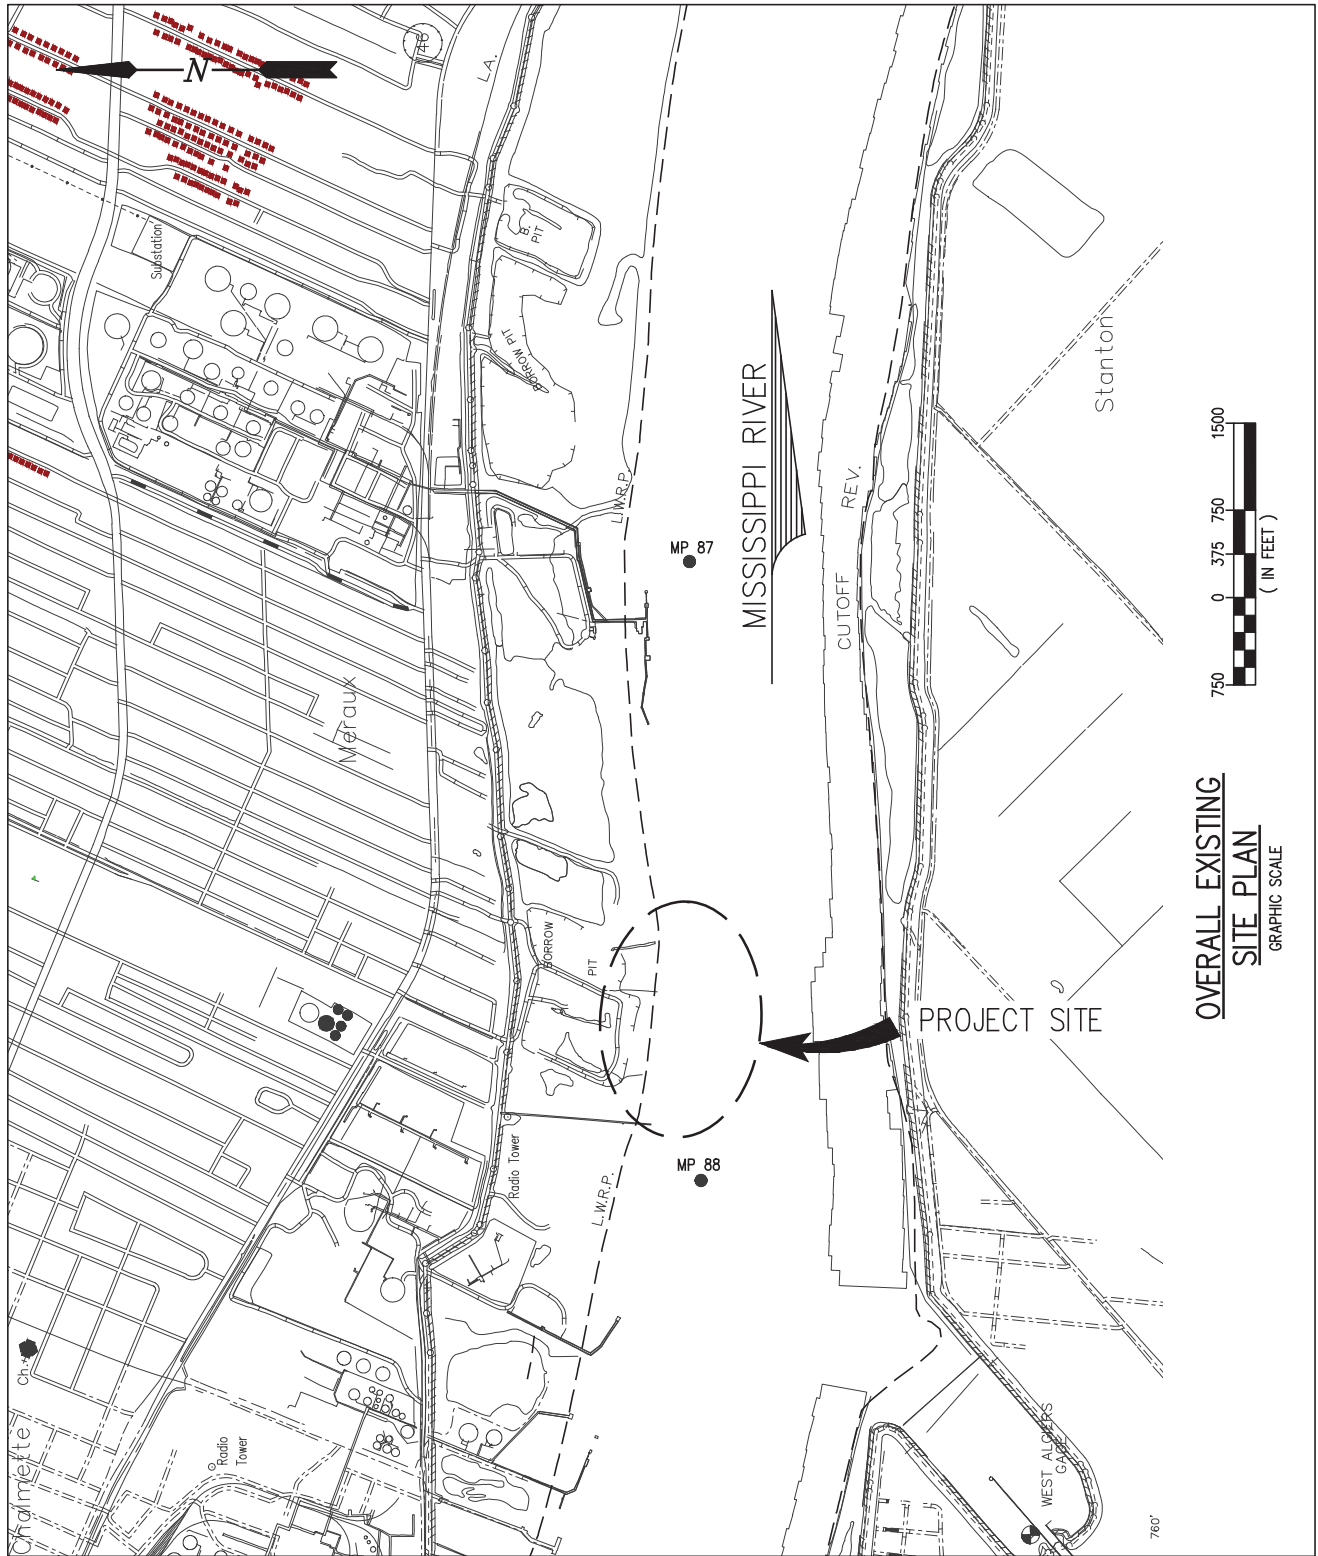 46
LA.
N
Substation
B.
PIT
BORROW PIT
Stanton
MISSISSIPPI RIVER
L.W.R.P.
REV.
CUTOFF
MP 87
1500
750
375
0
750
( IN FEET )
Meraux
OVERALL EXISTING
SITE PLAN
GRAPHIC SCALE
BORROW
PIT
PROJECT SITE
Radio Tower
MP 88
L.W.R.P.
Ch.
Chalmette
Radio
Tower
WEST ALGIERS
GAGE
760'